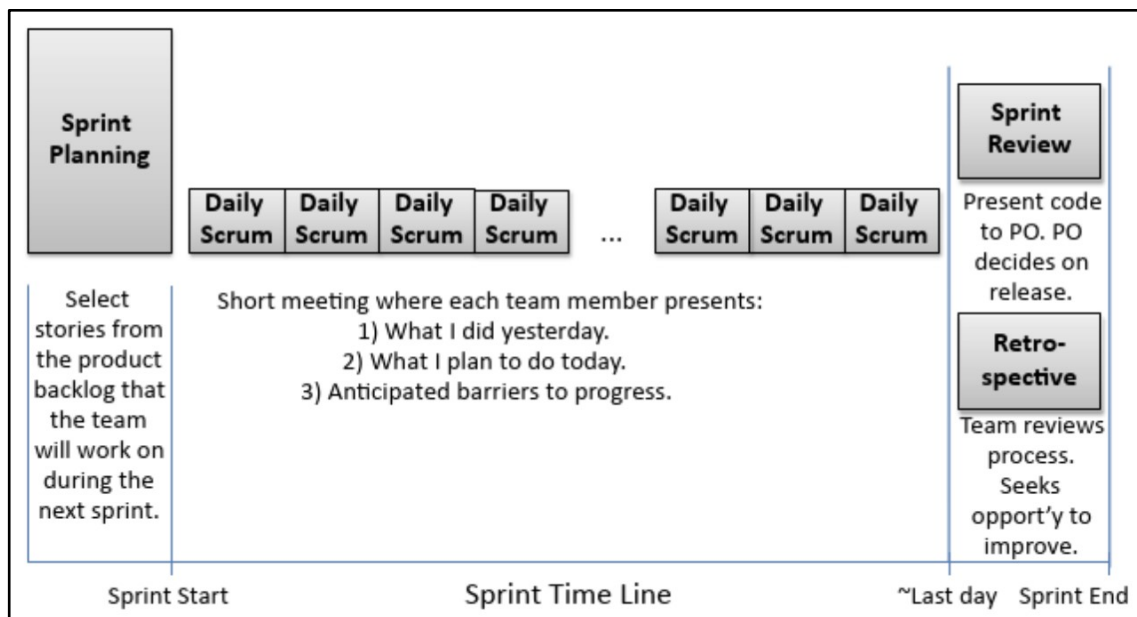 Sprint
Planning
Select
stories from
the product
backlog that
the team
will work on
during the
next sprint.
Daily
Scrum
Daily
Scrum
Daily
Scrum
Daily
Scrum
...
Daily
Scrum
Daily
Scrum
Daily
Scrum
Short meeting where each team member presents:
1) What I did yesterday.
2) What I plan to do today.
3) Anticipated barriers to progress.
Sprint
Review
Present code
to PO. PO
decides on
release.
Retro-
spective
Team reviews
process.
Seeks
opport’y to
improve.
Sprint Start
Sprint Time Line
~Last day
Sprint End